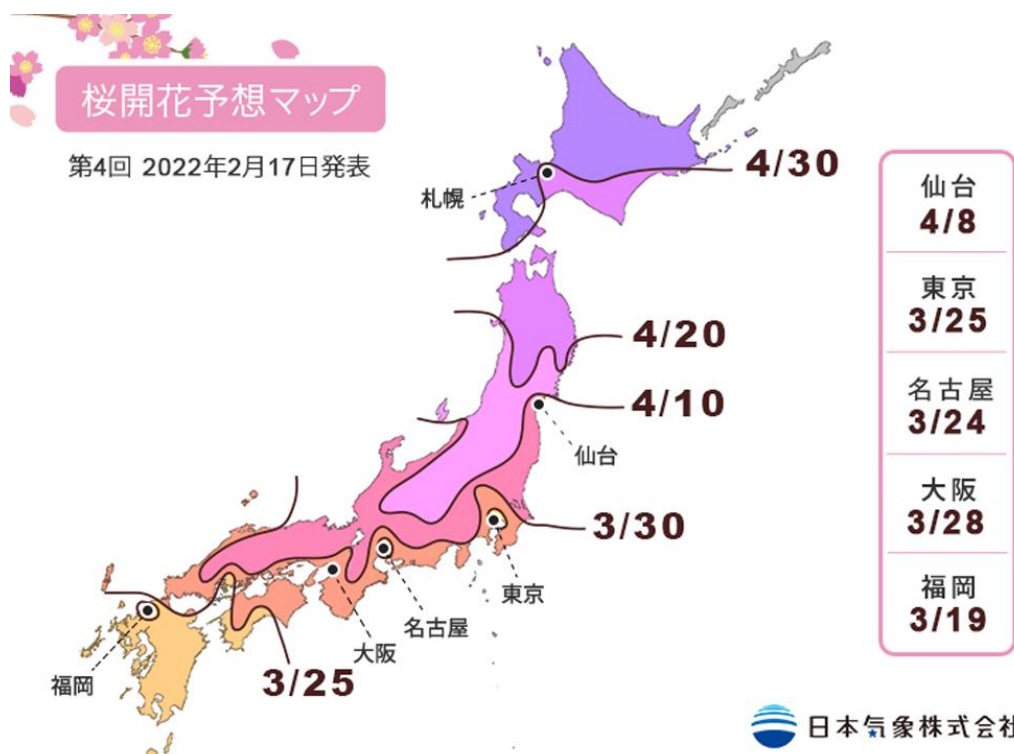 桜開花予想マップ
第4回 2022年2月17日発表
4/30
札幌
4/20
4/10
仙台
3/30
東京
名古屋
大阪
3/25
福岡
仙台
4/8
東京
3/25
名古屋
3/24
大阪
3/28
福岡
3/19
日本気象株式会社